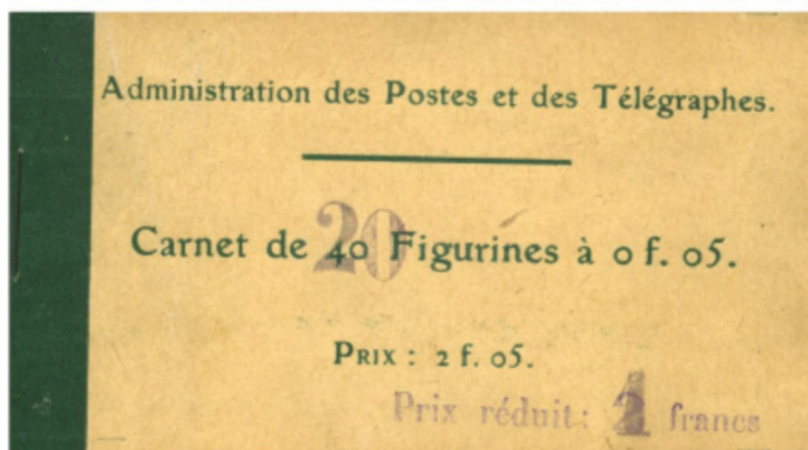 Administration des Postes et des Télégraphes.
Carnet de 40 Figurines à 0 f. 05.
20
PRIX : 2 f. 05.
Prix réduit: francs